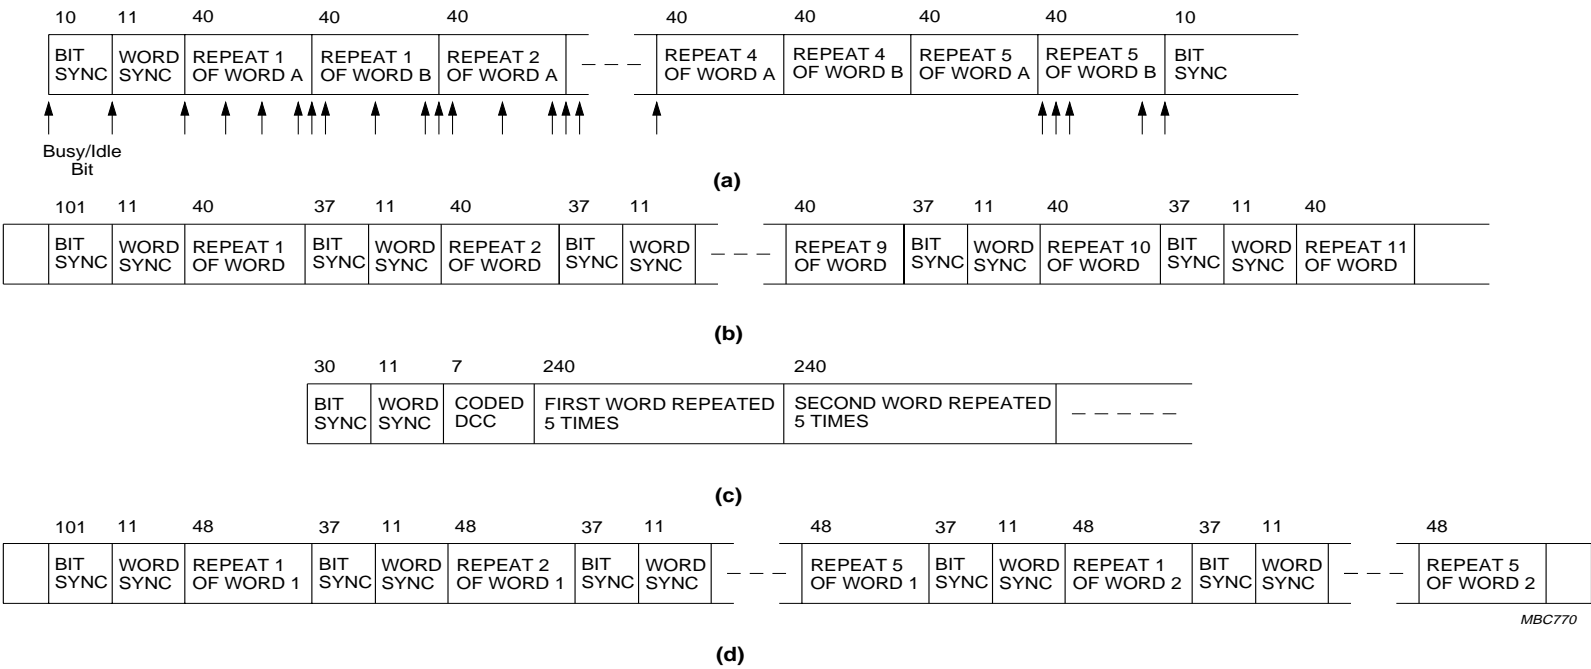 10 11 40 40 40 40 40 40 40 10
BIT SYNC WORD SYNC REPEAT 1 OF WORD A REPEAT 1 OF WORD B REPEAT 2 OF WORD A REPEAT 4 OF WORD A REPEAT 4 OF WORD B REPEAT 5 OF WORD A REPEAT 5 OF WORD B BIT SYNC
Busy/Idle
Bit
(a)
101 11 40 37 11 40 37 11 40 37 11 40 37 11 40
BIT SYNC WORD SYNC REPEAT 1 OF WORD BIT SYNC WORD SYNC REPEAT 2 OF WORD BIT SYNC WORD SYNC REPEAT 9 OF WORD BIT SYNC WORD SYNC REPEAT 10 OF WORD BIT SYNC WORD SYNC REPEAT 11 OF WORD
(b)
30 11 7 240 240
BIT SYNC WORD SYNC CODED DCC FIRST WORD REPEATED 5 TIMES SECOND WORD REPEATED 5 TIMES
(c)
101 11 48 37 11 48 37 11 48 37 11 48 37 11 48
BIT SYNC WORD SYNC REPEAT 1 OF WORD 1 BIT SYNC WORD SYNC REPEAT 2 OF WORD 1 BIT SYNC WORD SYNC REPEAT 5 OF WORD 1 BIT SYNC WORD SYNC REPEAT 1 OF WORD 2 BIT SYNC WORD SYNC REPEAT 5 OF WORD 2
MBC770
(d)